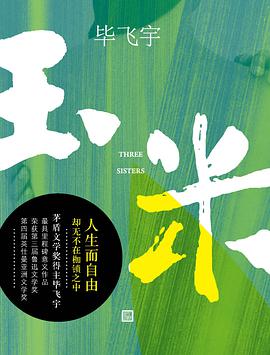 毕飞宇
玉米
THREE
SISTERS
人生而自由
却无不在枷锁之中
茅盾文学奖得主毕飞宇
最具里程碑意义作品
荣获第三届鲁迅文学奖
第四届英仕曼亚洲文学奖